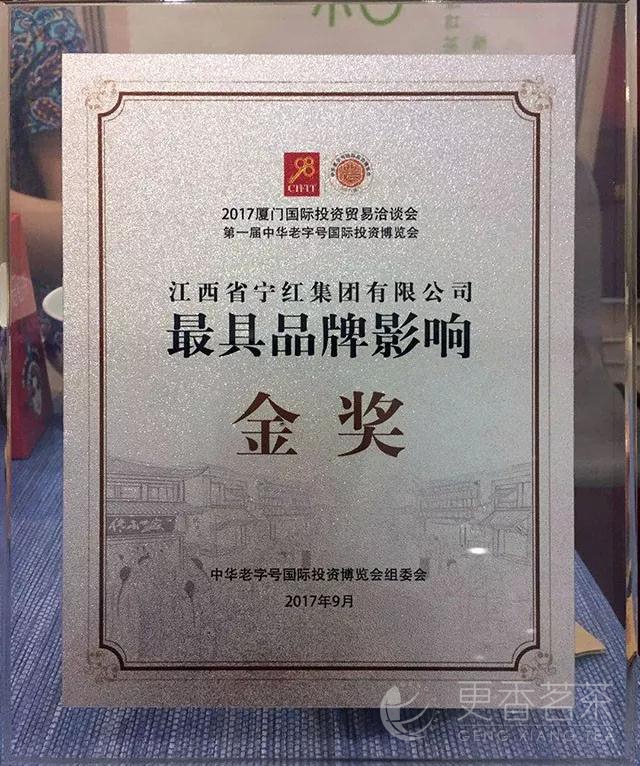 红茶
98
CIFIT
2017厦门国际投资贸易洽谈会
第一届中华老字号国际投资博览会
江西省宁红集团有限公司
最具品牌影响
金奖
中华老字号国际投资博览会组委会
2017年9月
更香茗茶
GENG XIANG TEA